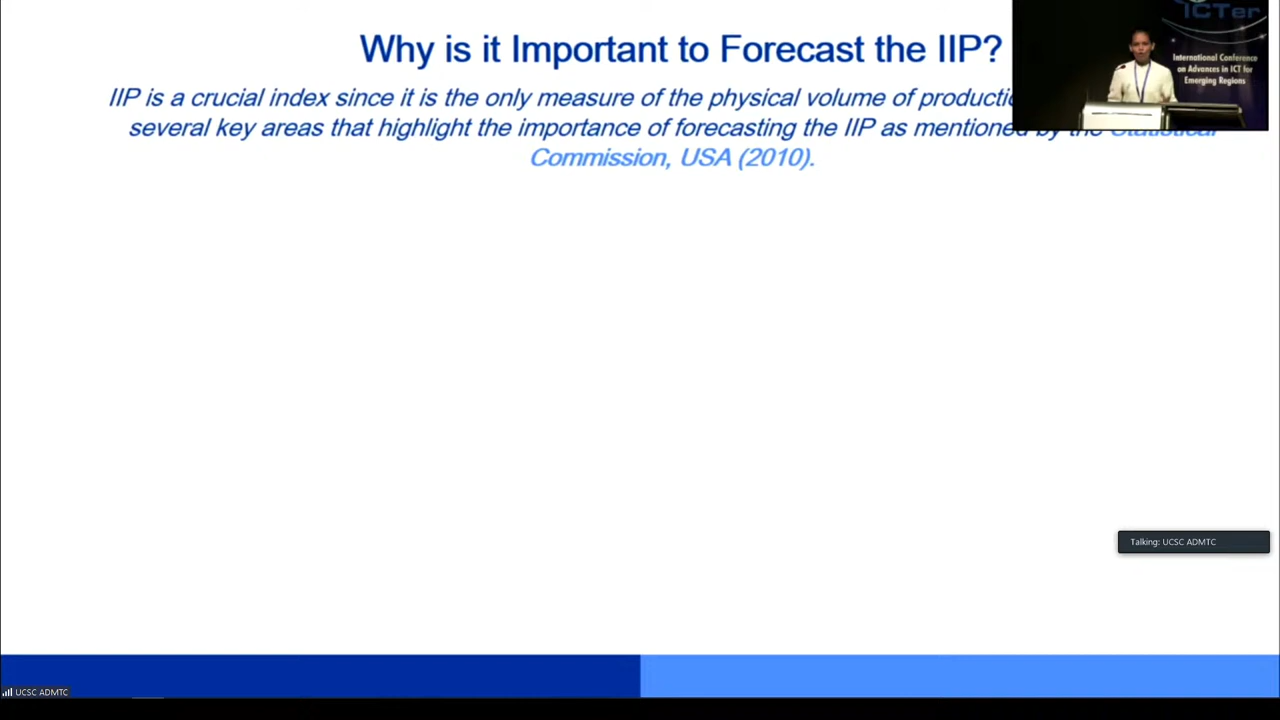 Why is it Important to Forecast the IIP?
IIP is a crucial index since it is the only measure of the physical volume of
several key areas that highlight the importance of forecasting the IIP as mentioned by the
Commission, USA (2010).
ICTer
International Conference
on Advances in ICT for
Emerging Regions
Talking: UCSC ADMTC
UCSC ADMTC